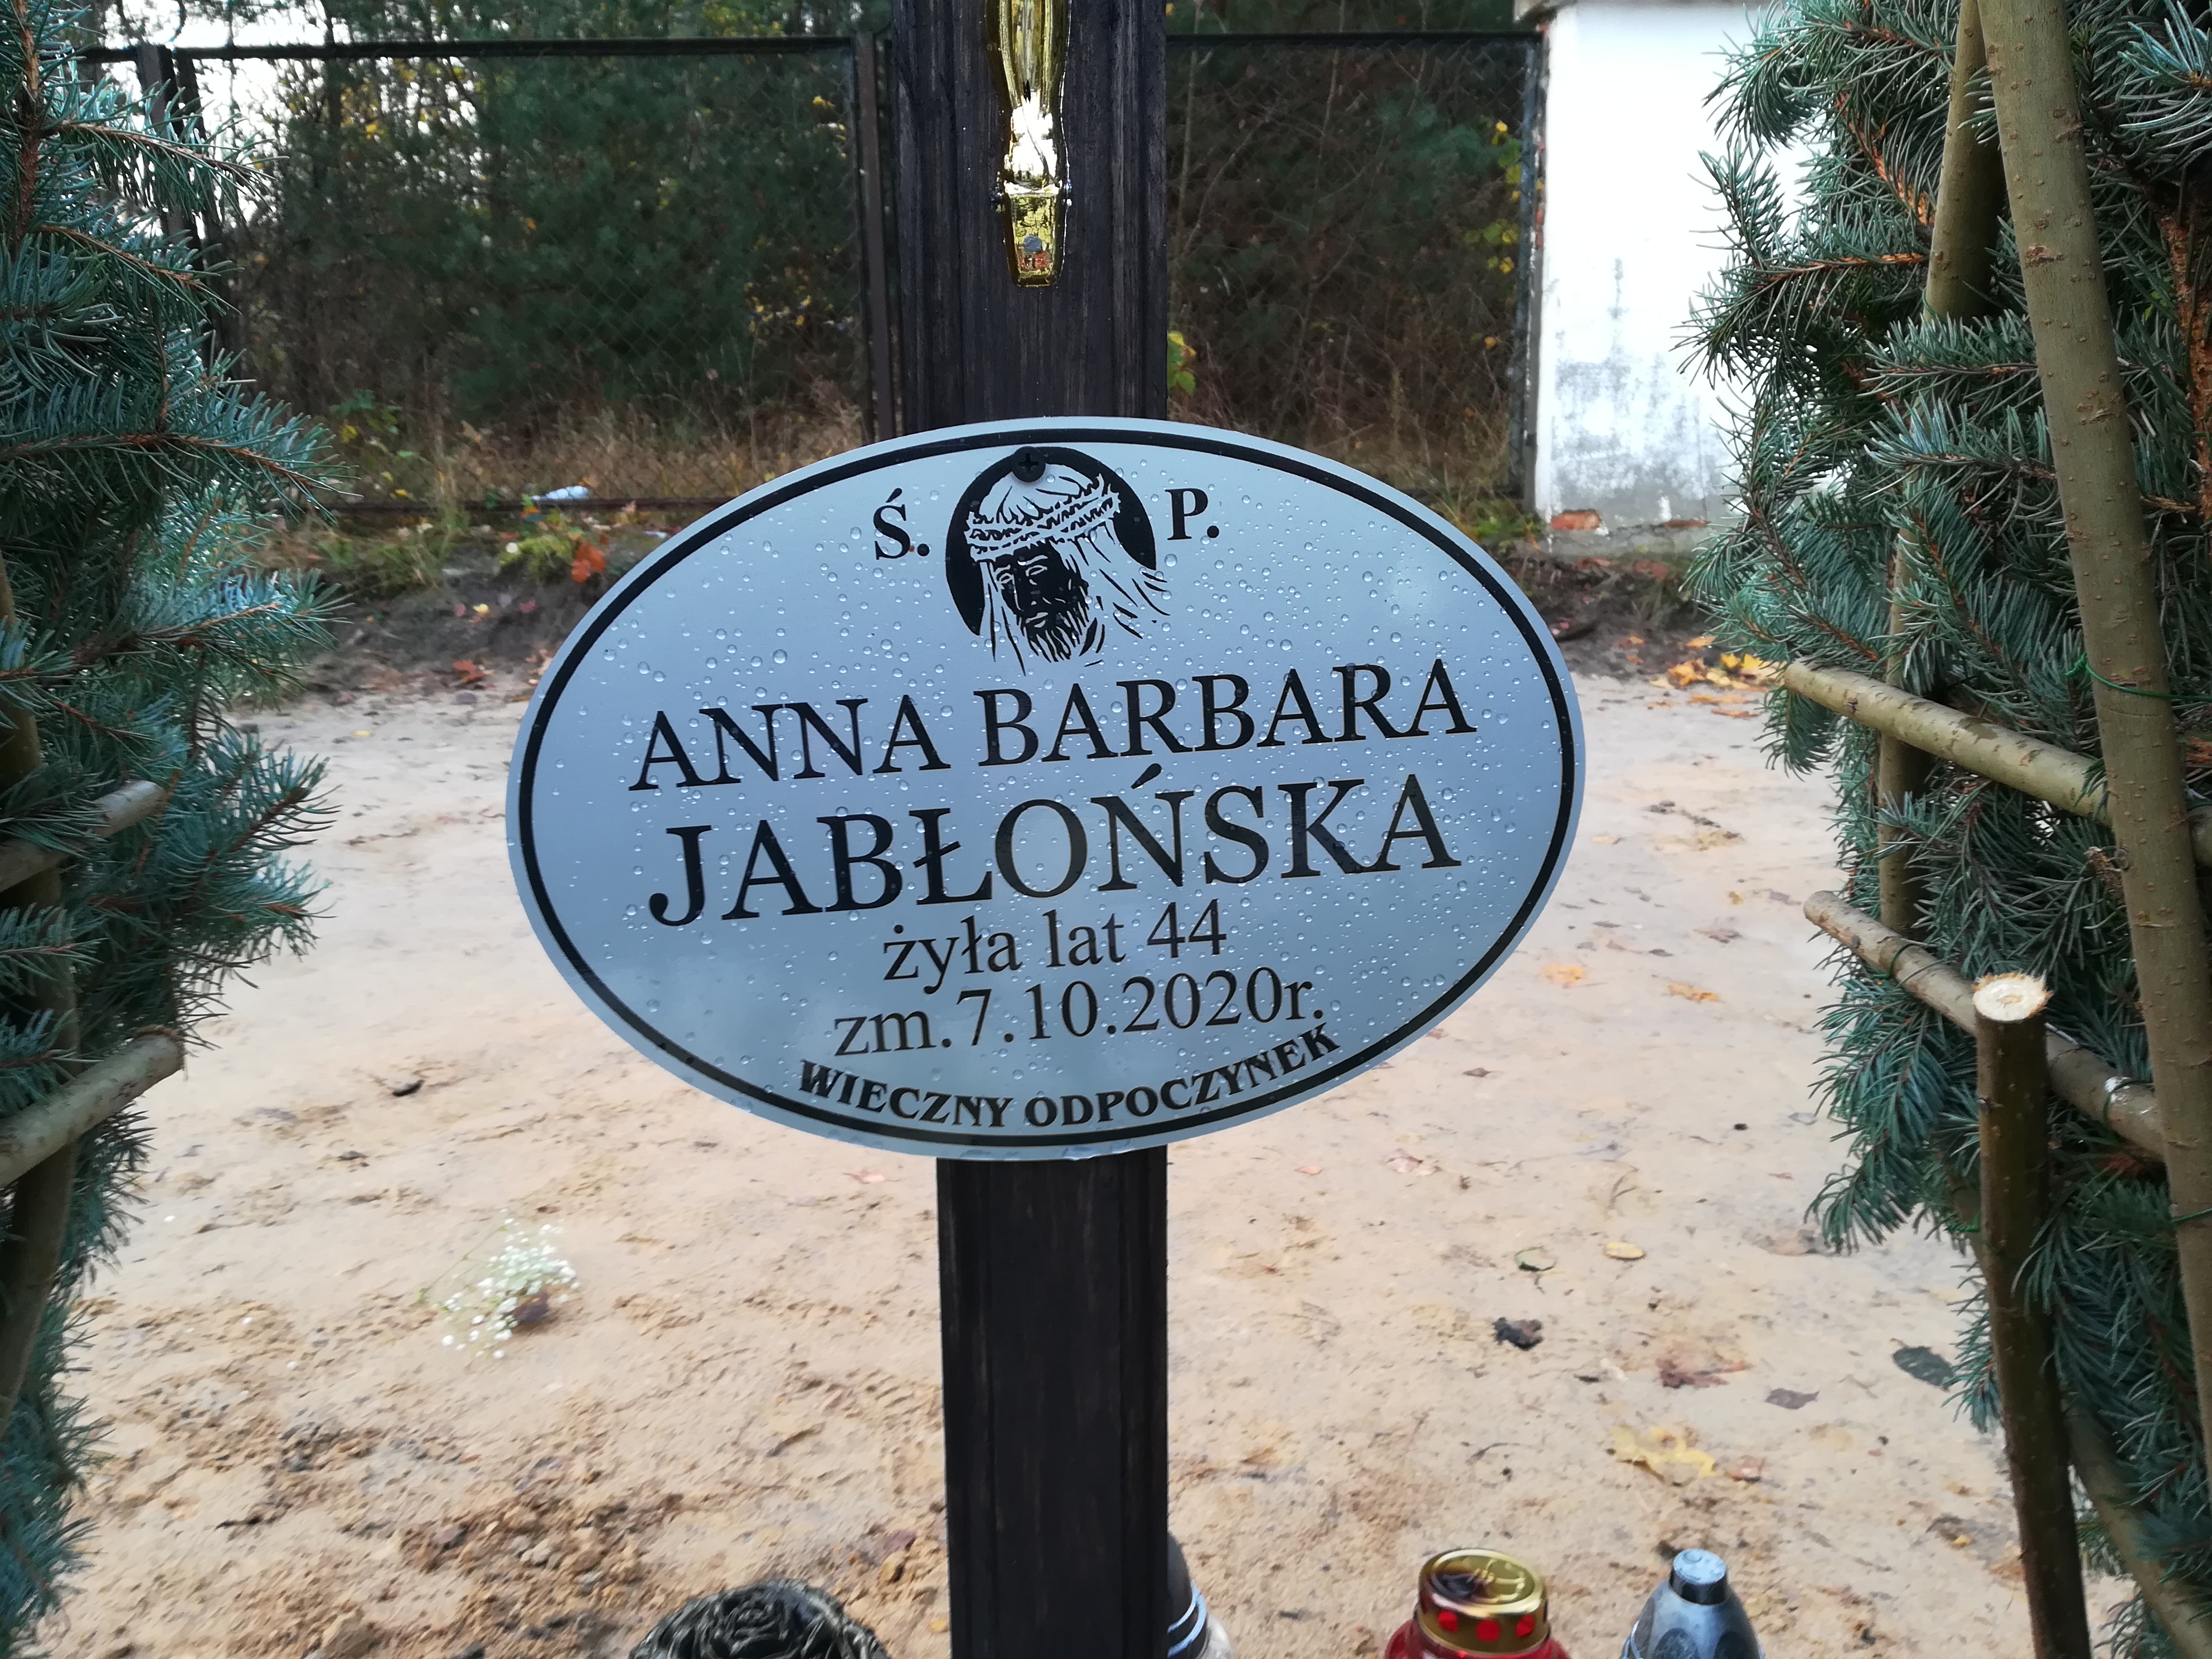 Ś. P.
ANNA BARBARA
JABŁOŃSKA
żyła lat 44
zm.7.10.2020r.
WIECZNY ODPOCZYNEK